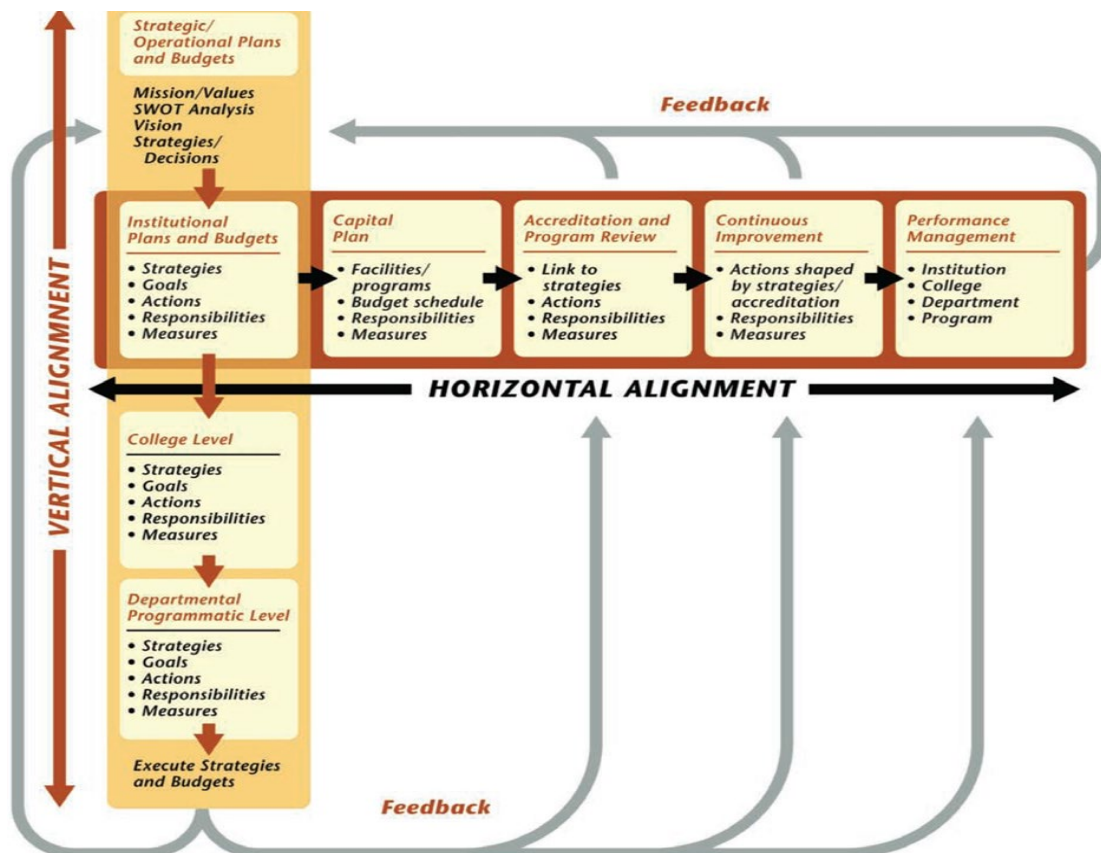 Strategic/
Operational Plans
and Budgets
Mission/Values
SWOT Analysis
Vision
Strategies/
Decisions
Feedback
Institutional
Plans and Budgets
• Strategies
• Goals
• Actions
• Responsibilities
• Measures
Capital
Plan
• Facilities/
programs
• Budget schedule
• Responsibilities
• Measures
Accreditation and
Program Review
• Link to
strategies
• Actions
• Responsibilities
• Measures
Continuous
Improvement
• Actions shaped
by strategies/
accreditation
• Responsibilities
• Measures
Performance
Management
• Institution
• College
• Department
• Program
VERTICAL ALIGNMNENT
HORIZONTAL ALIGNMENT
College Level
• Strategies
• Goals
• Actions
• Responsibilities
• Measures
Departmental
Programmatic Level
• Strategies
• Goals
• Actions
• Responsibilities
• Measures
Execute Strategies
and Budgets
Feedback